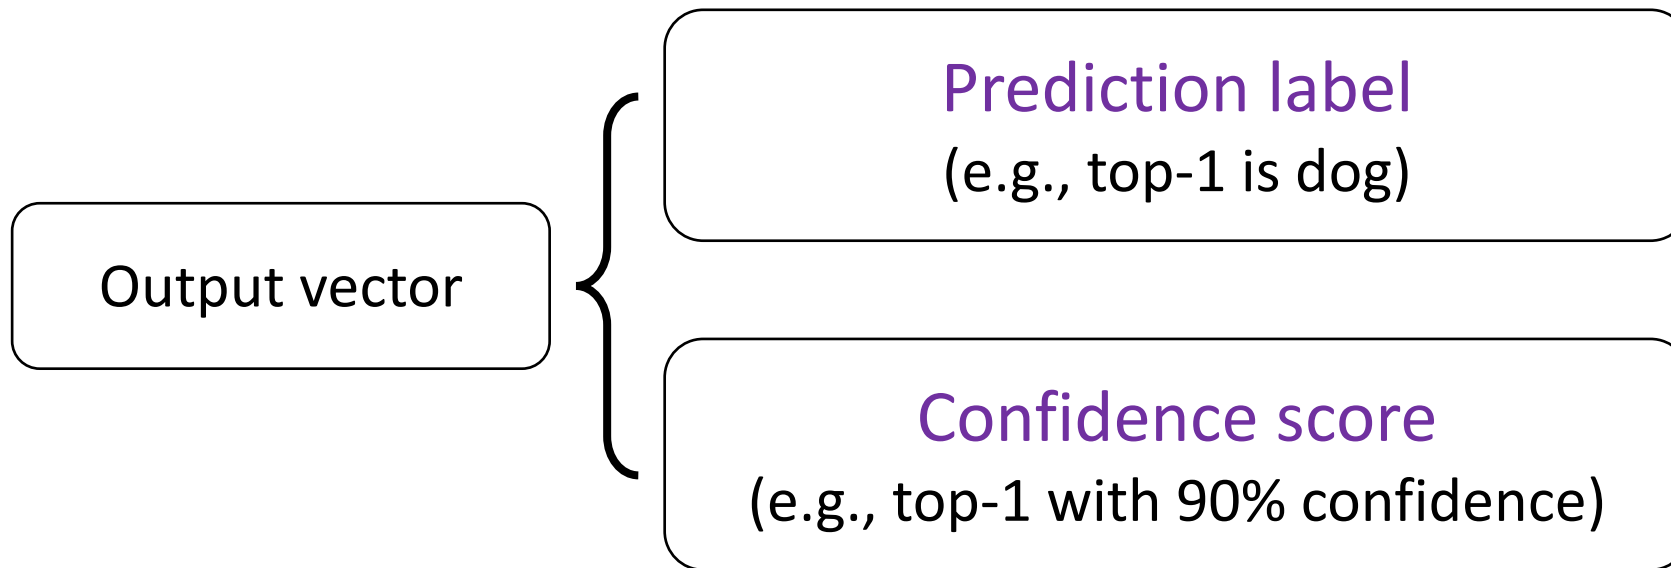 Output vector
Prediction label
(e.g., top-1 is dog)
Confidence score
(e.g., top-1 with 90% confidence)